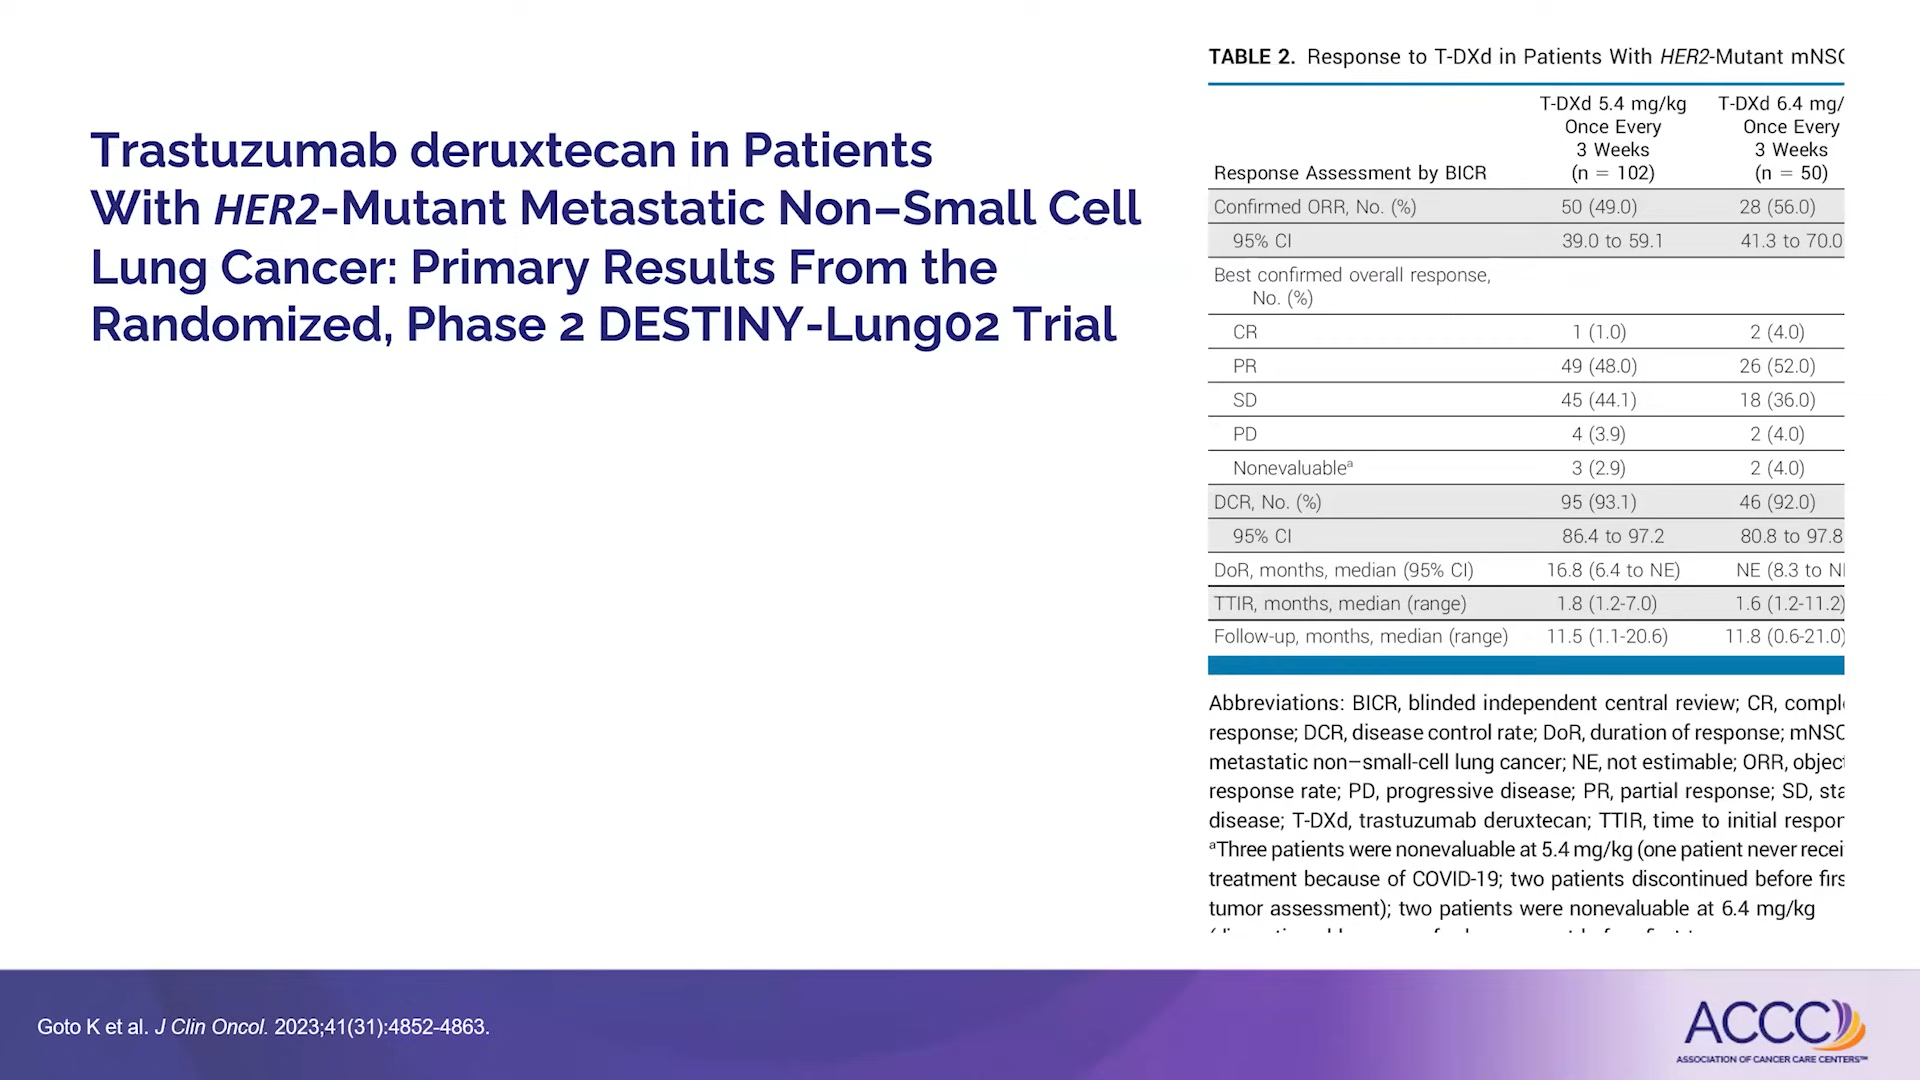 Trastuzumab deruxtecan in Patients
With HER2-Mutant Metastatic Non–Small Cell
Lung Cancer: Primary Results From the
Randomized, Phase 2 DESTINY-Lung02 Trial
TABLE 2. Response to T-DXd in Patients With HER2-Mutant mNSC
T-DXd 5.4 mg/kg T-DXd 6.4 mg/
Once Every Once Every
3 Weeks 3 Weeks
Response Assessment by BICR (n = 102) (n = 50)
Confirmed ORR, No. (%) 50 (49.0) 28 (56.0)
95% CI 39.0 to 59.1 41.3 to 70.0
Best confirmed overall response,
No. (%)
CR 1 (1.0) 2 (4.0)
PR 49 (48.0) 26 (52.0)
SD 45 (44.1) 18 (36.0)
PD 4 (3.9) 2 (4.0)
Nonevaluableᵃ 3 (2.9) 2 (4.0)
DCR, No. (%) 95 (93.1) 46 (92.0)
95% CI 86.4 to 97.2 80.8 to 97.8
DoR, months, median (95% CI) 16.8 (6.4 to NE) NE (8.3 to N
TTIR, months, median (range) 1.8 (1.2-7.0) 1.6 (1.2-11.2)
Follow-up, months, median (range) 11.5 (1.1-20.6) 11.8 (0.6-21.0)
Abbreviations: BICR, blinded independent central review; CR, compl
response; DCR, disease control rate; DoR, duration of response; mNSC
metastatic non–small-cell lung cancer; NE, not estimable; ORR, objec
response rate; PD, progressive disease; PR, partial response; SD, sta
disease; T-DXd, trastuzumab deruxtecan; TTIR, time to initial respon
ᵃThree patients were nonevaluable at 5.4 mg/kg (one patient never recei
treatment because of COVID-19; two patients discontinued before firs
tumor assessment); two patients were nonevaluable at 6.4 mg/kg
Goto K et al. J Clin Oncol. 2023;41(31):4852-4863.
ACCC
ASSOCIATION OF CANCER CARE CENTERS™